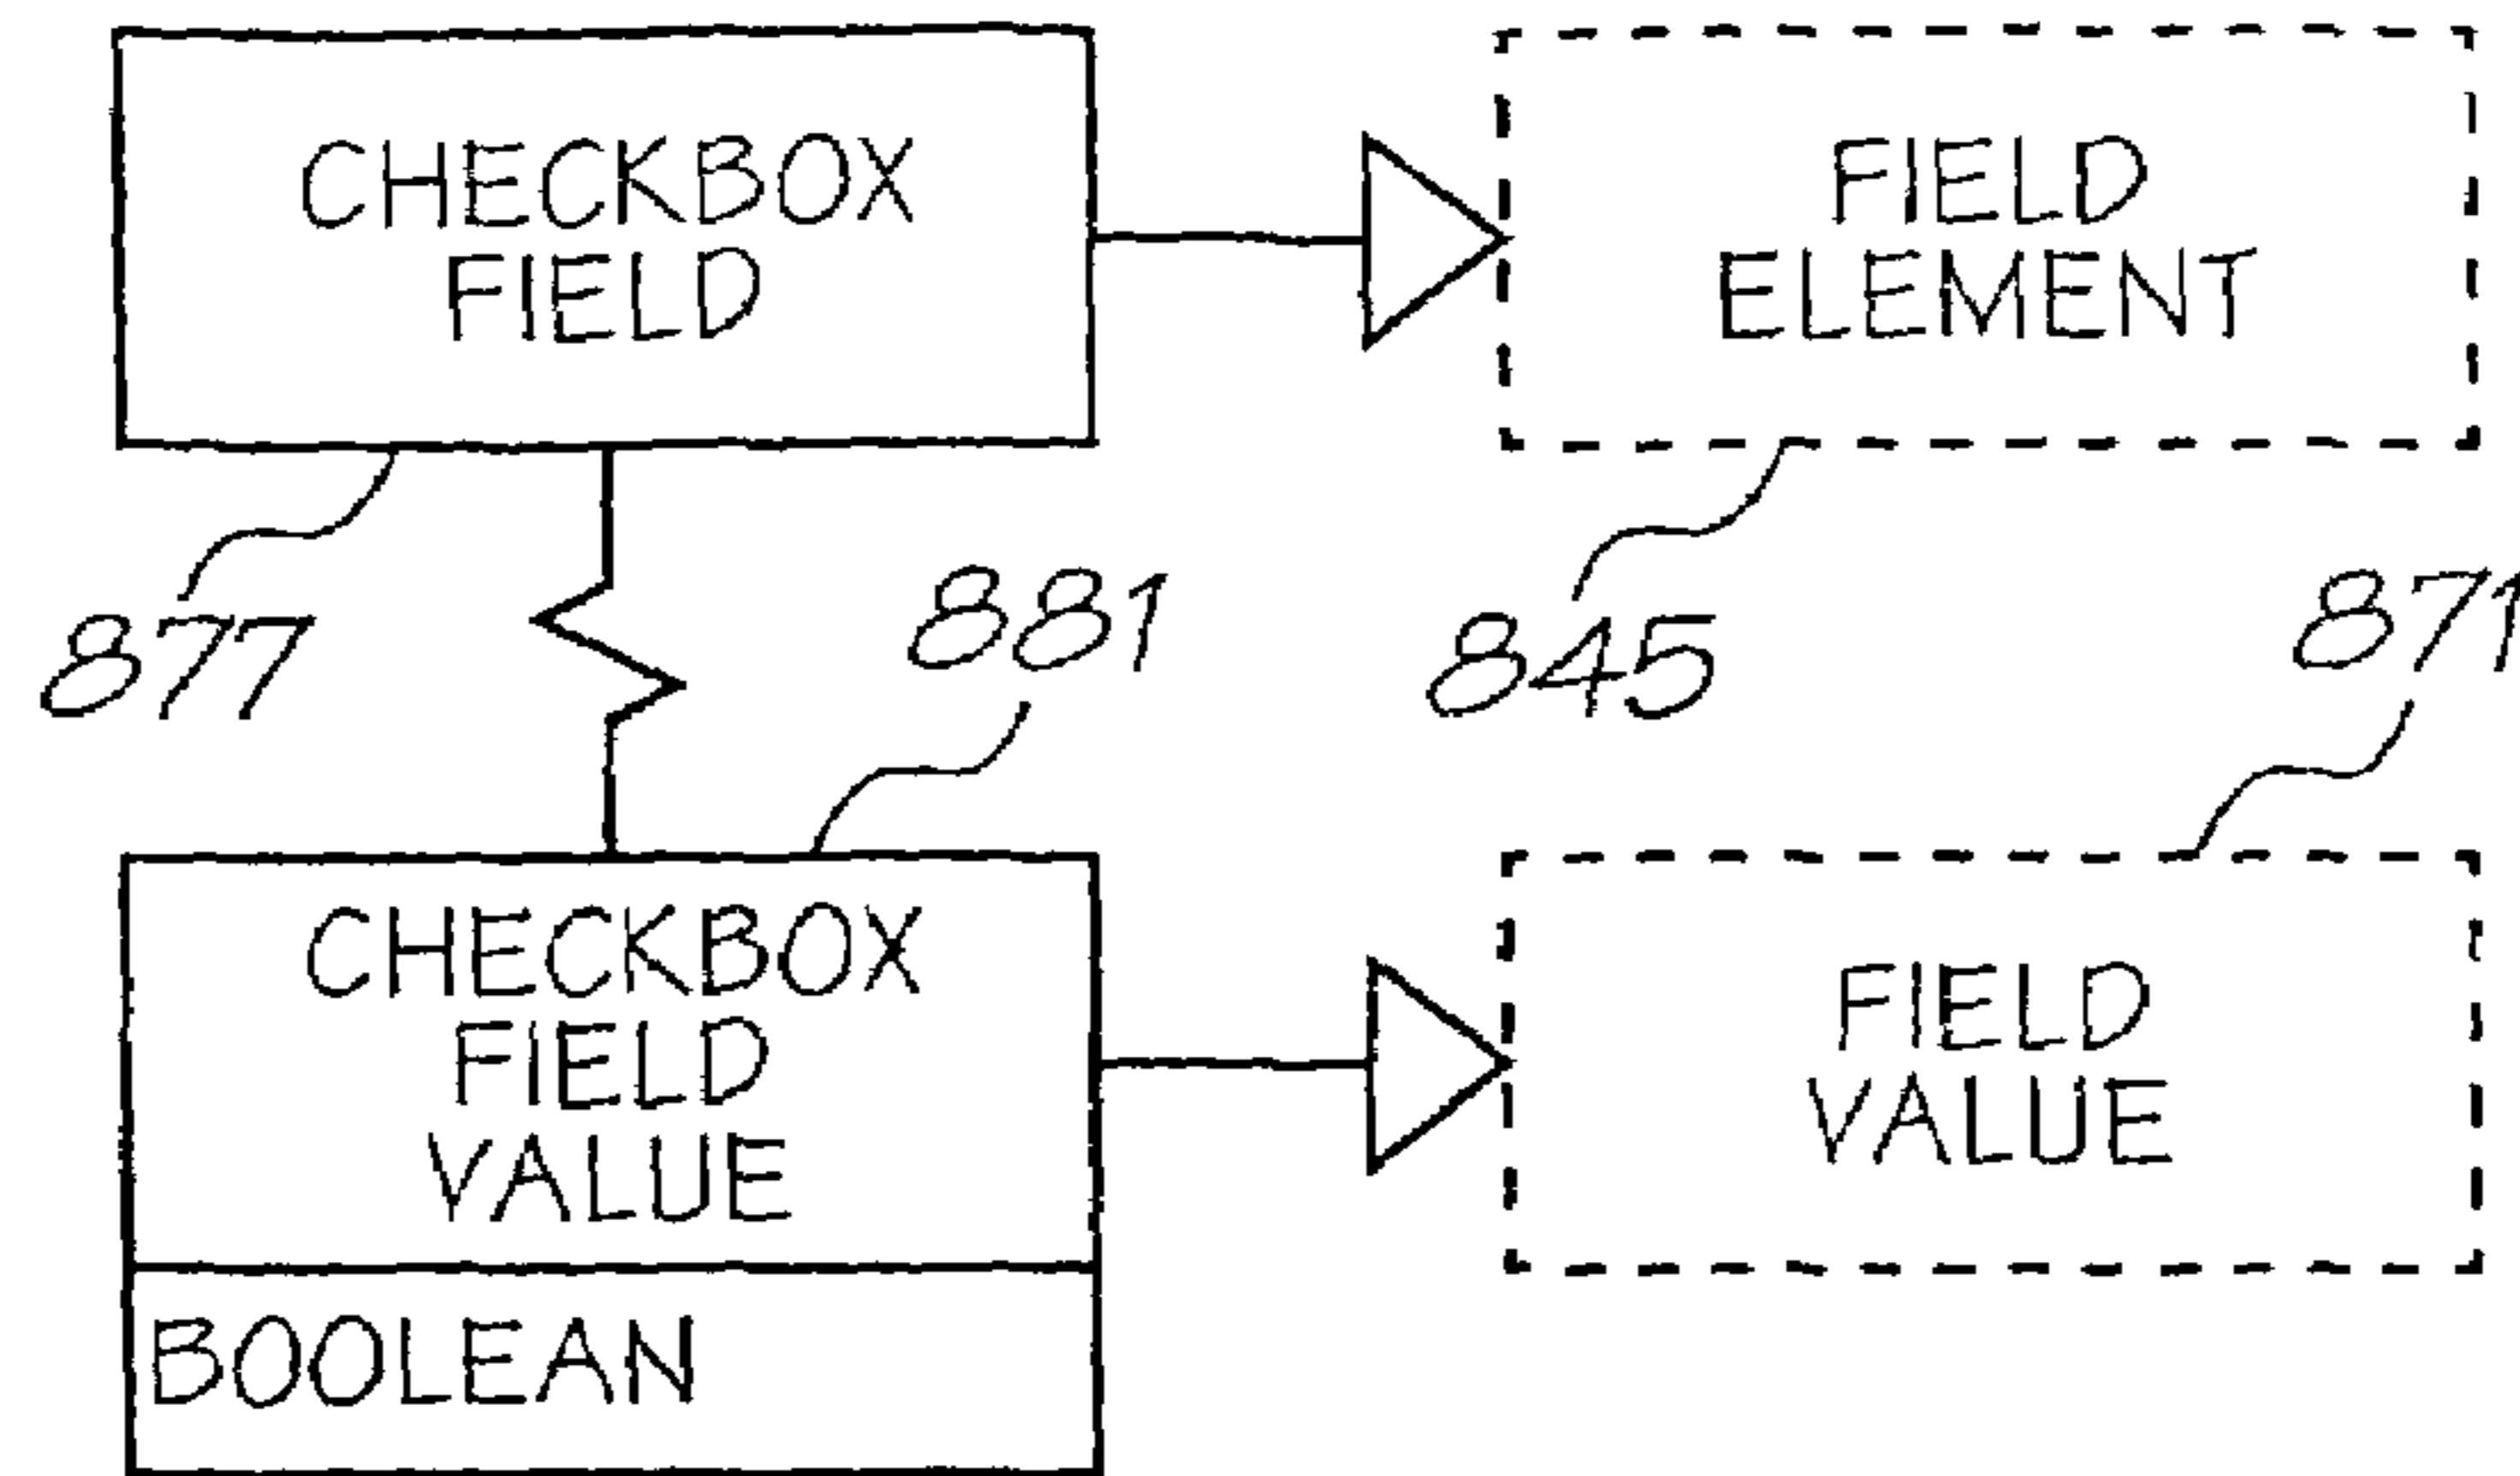 CHECKBOX
FIELD
FIELD
ELEMENT
877
881
845
871
CHECKBOX
FIELD
VALUE
BOOLEAN
FIELD
VALUE